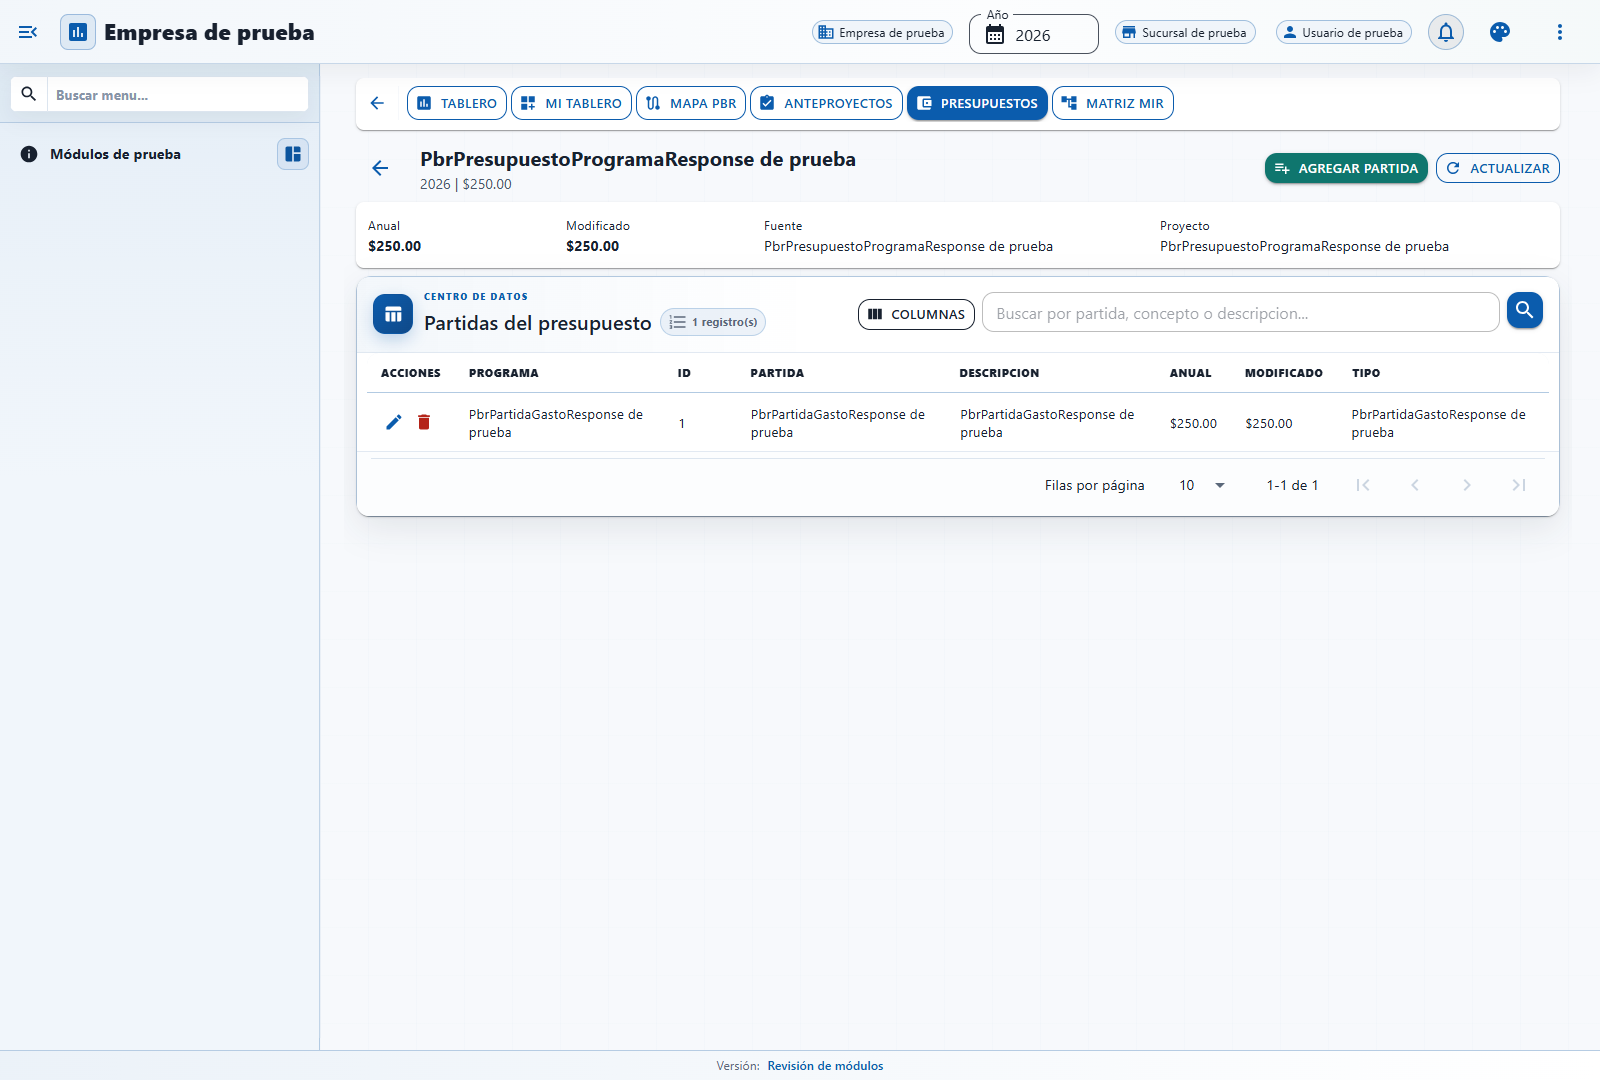 Empresa de prueba
Empresa de prueba
Año
2026
Sucursal de prueba
Usuario de prueba
Buscar menu...
Módulos de prueba
TABLERO
MI TABLERO
MAPA PBR
ANTEPROYECTOS
PRESUPUESTOS
MATRIZ MIR
PbrPresupuestoProgramaResponse de prueba
2026 | $250.00
AGREGAR PARTIDA
ACTUALIZAR
Anual
$250.00
Modificado
$250.00
Fuente
PbrPresupuestoProgramaResponse de prueba
Proyecto
PbrPresupuestoProgramaResponse de prueba
CENTRO DE DATOS
Partidas del presupuesto
1 registro(s)
COLUMNAS
Buscar por partida, concepto o descripcion...
ACCIONES PROGRAMA ID PARTIDA DESCRIPCION ANUAL MODIFICADO TIPO
PbrPartidaGastoResponse de
prueba
1
PbrPartidaGastoResponse de
prueba
PbrPartidaGastoResponse de
prueba
$250.00
$250.00
PbrPartidaGastoResponse de
prueba
Filas por página
10
1-1 de 1
Versión: Revisión de módulos